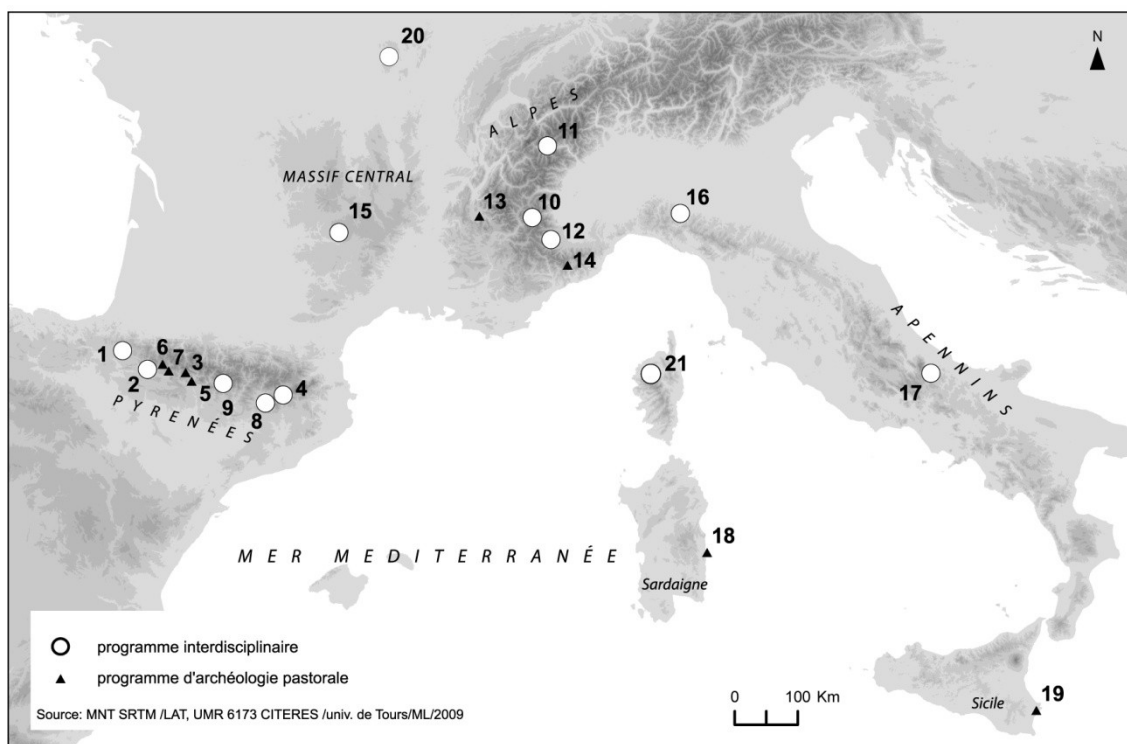 20
N
ALPES
11
MASSIF CENTRAL
13
10
16
15
12
14
1
6
7
3
2
5
9
4
8
PYRENÉES
21
APENNINS
17
MER MEDITERRANÉE
18
Sardaigne
programme interdisciplinaire
programme d'archéologie pastorale
0 100 Km
Sicile
19
Source: MNT SRTM /LAT, UMR 6173 CITERES /univ. de Tours/ML/2009